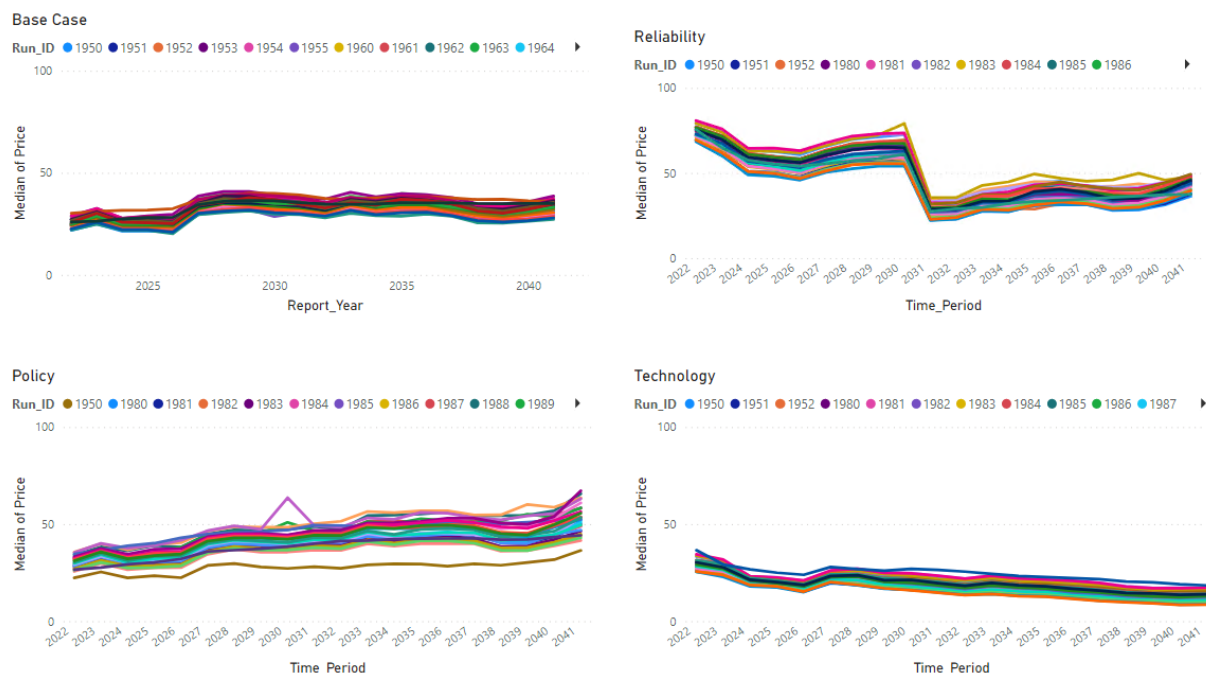 Base Case
Run_ID 1950 1951 1952 1953 1954 1955 1960 1961 1962 1963 1964
100
50
0
Median of Price
2025 2030 2035 2040
Report_Year
Reliability
Run_ID 1950 1951 1952 1980 1981 1982 1983 1984 1985 1986
100
50
0
Median of Price
2022 2023 2024 2025 2026 2027 2028 2029 2030 2031 2032 2033 2034 2035 2036 2037 2038 2039 2040 2041
Time_Period
Policy
Run_ID 1950 1980 1981 1982 1983 1984 1985 1986 1987 1988 1989
100
50
0
Median of Price
2022 2023 2024 2025 2026 2027 2028 2029 2030 2031 2032 2033 2034 2035 2036 2037 2038 2039 2040 2041
Time Period
Technology
Run_ID 1950 1951 1952 1980 1981 1982 1983 1984 1985 1986 1987
100
50
0
Median of Price
2022 2023 2024 2025 2026 2027 2028 2029 2030 2031 2032 2033 2034 2035 2036 2037 2038 2039 2040 2041
Time Period